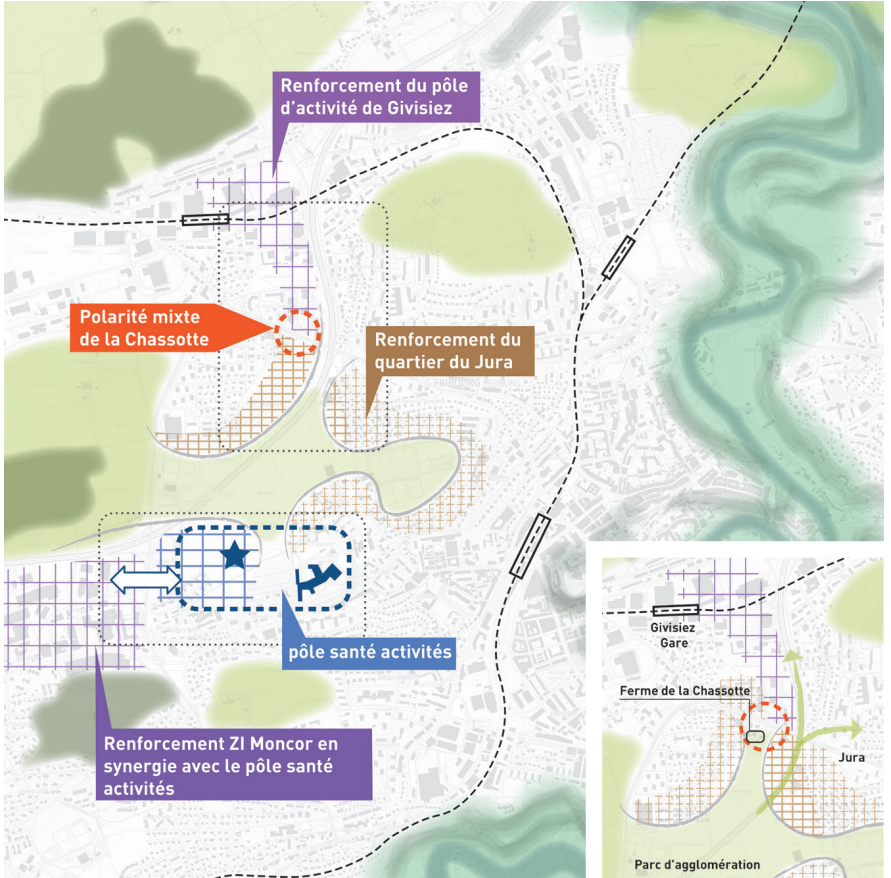 Renforcement du pôle
d'activité de Givisiez
Polarité mixte
de la Chassotte
Renforcement du
quartier du Jura
FRIBOURG FREIBURG
pôle santé activités
Renforcement ZI Moncor en
synergie avec le pôle santé
activités
Givisiez
Gare
Ferme de la Chassotte
Jura
Parc d'agglomération